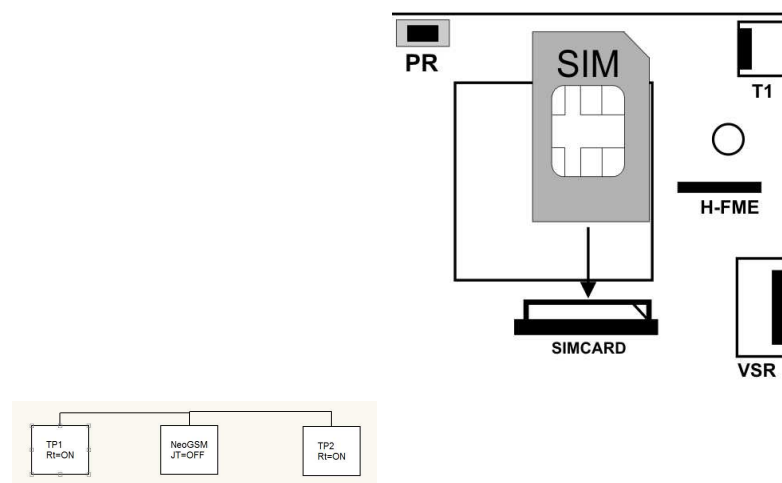 SIM
PR
T1
H-FME
SIMCARD
VSR
TP1
Rt=ON
NeoGSM
JT=OFF
TP2
Rt=ON